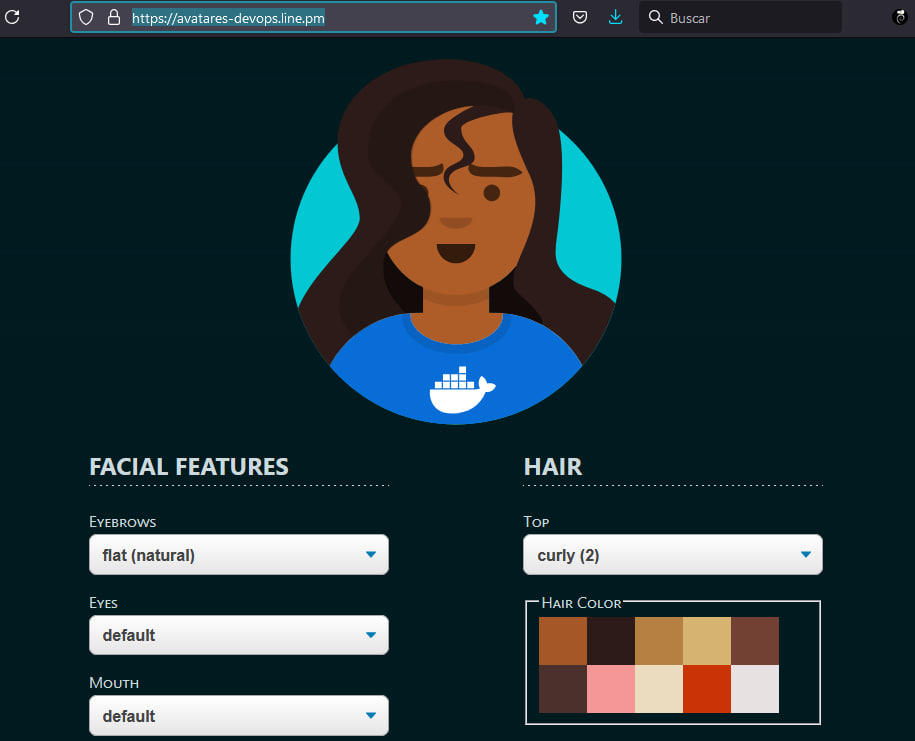 https://avatares-devops.line.pm
Buscar
FACIAL FEATURES
Eyebrows
flat (natural)
Eyes
default
Mouth
default
HAIR
Top
curly (2)
Hair Color